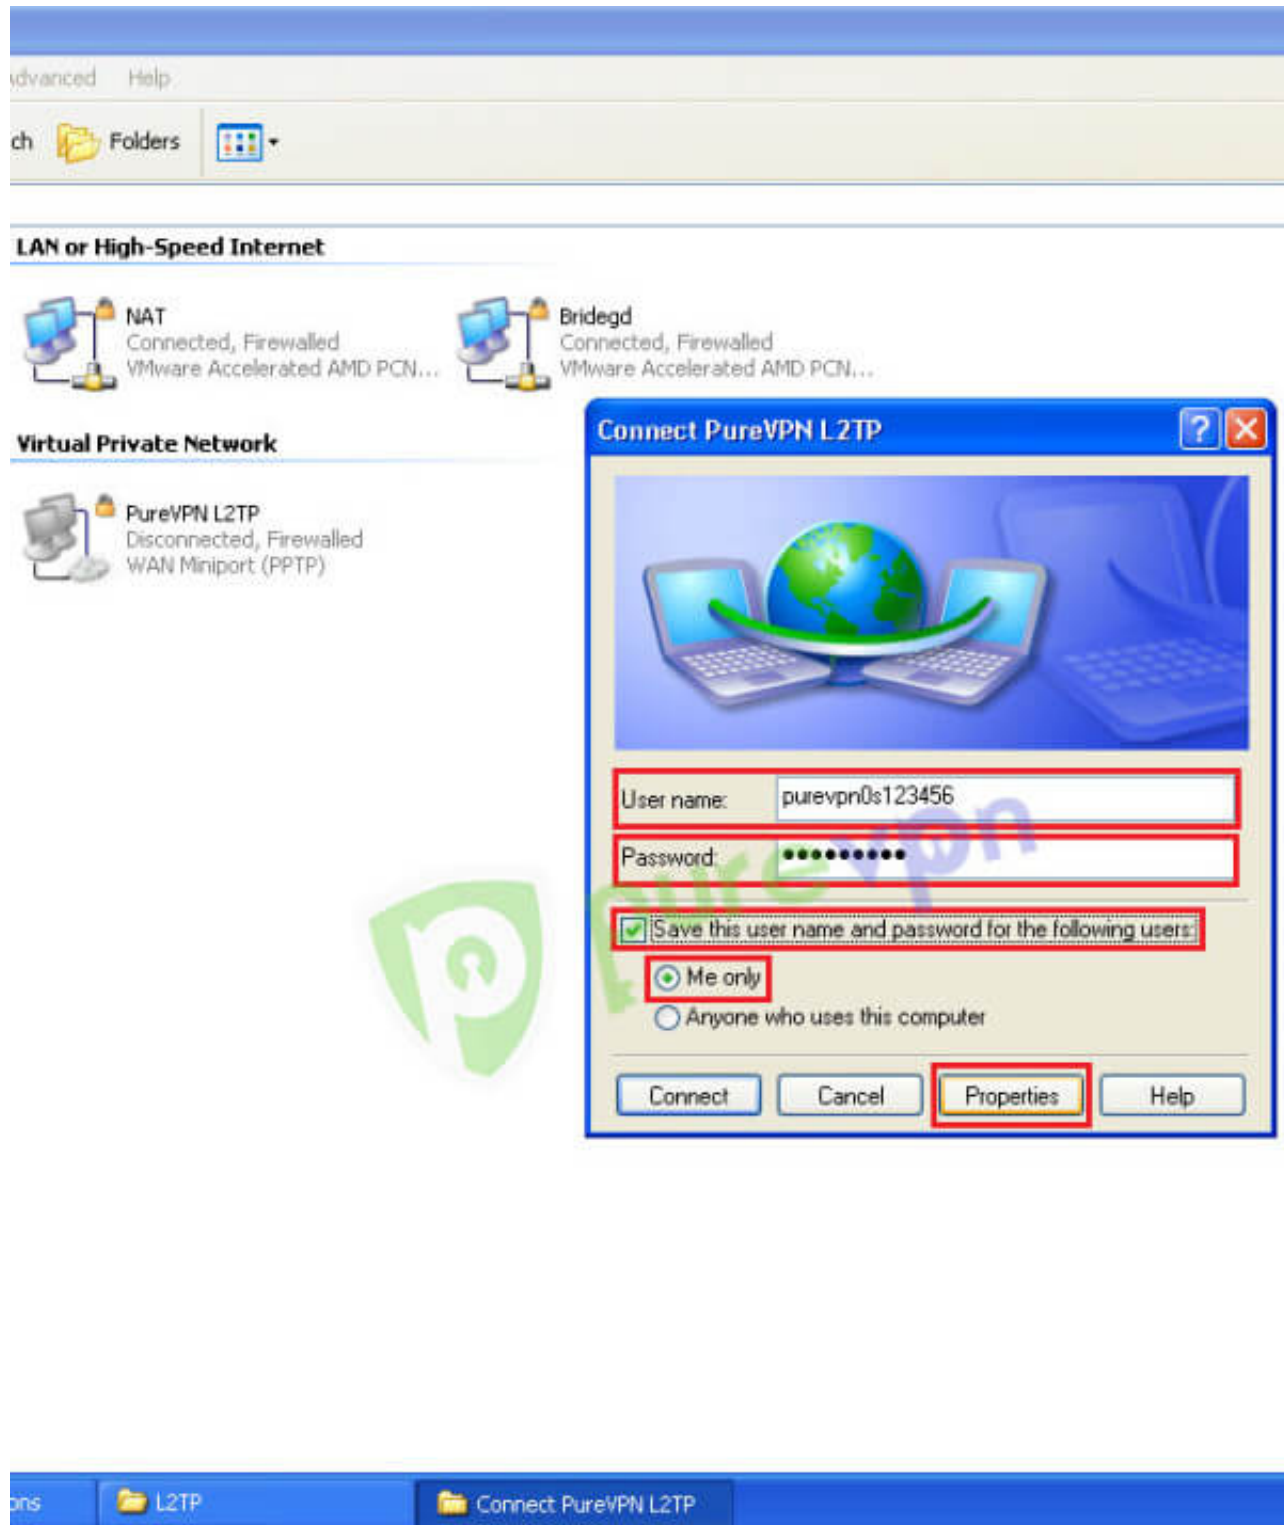 Advanced Help
ch Folders
LAN or High-Speed Internet
NAT
Connected, Firewalled
VMware Accelerated AMD PCN...
Bridegd
Connected, Firewalled
VMware Accelerated AMD PCN...
Virtual Private Network
PureVPN L2TP
Disconnected, Firewalled
WAN Miniport (PPTP)
Connect PureVPN L2TP
User name: purevpn0s123456
Password: •••••••••
purevpn
Save this user name and password for the following users:
Me only
Anyone who uses this computer
Connect Cancel Properties Help
ons L2TP Connect PureVPN L2TP